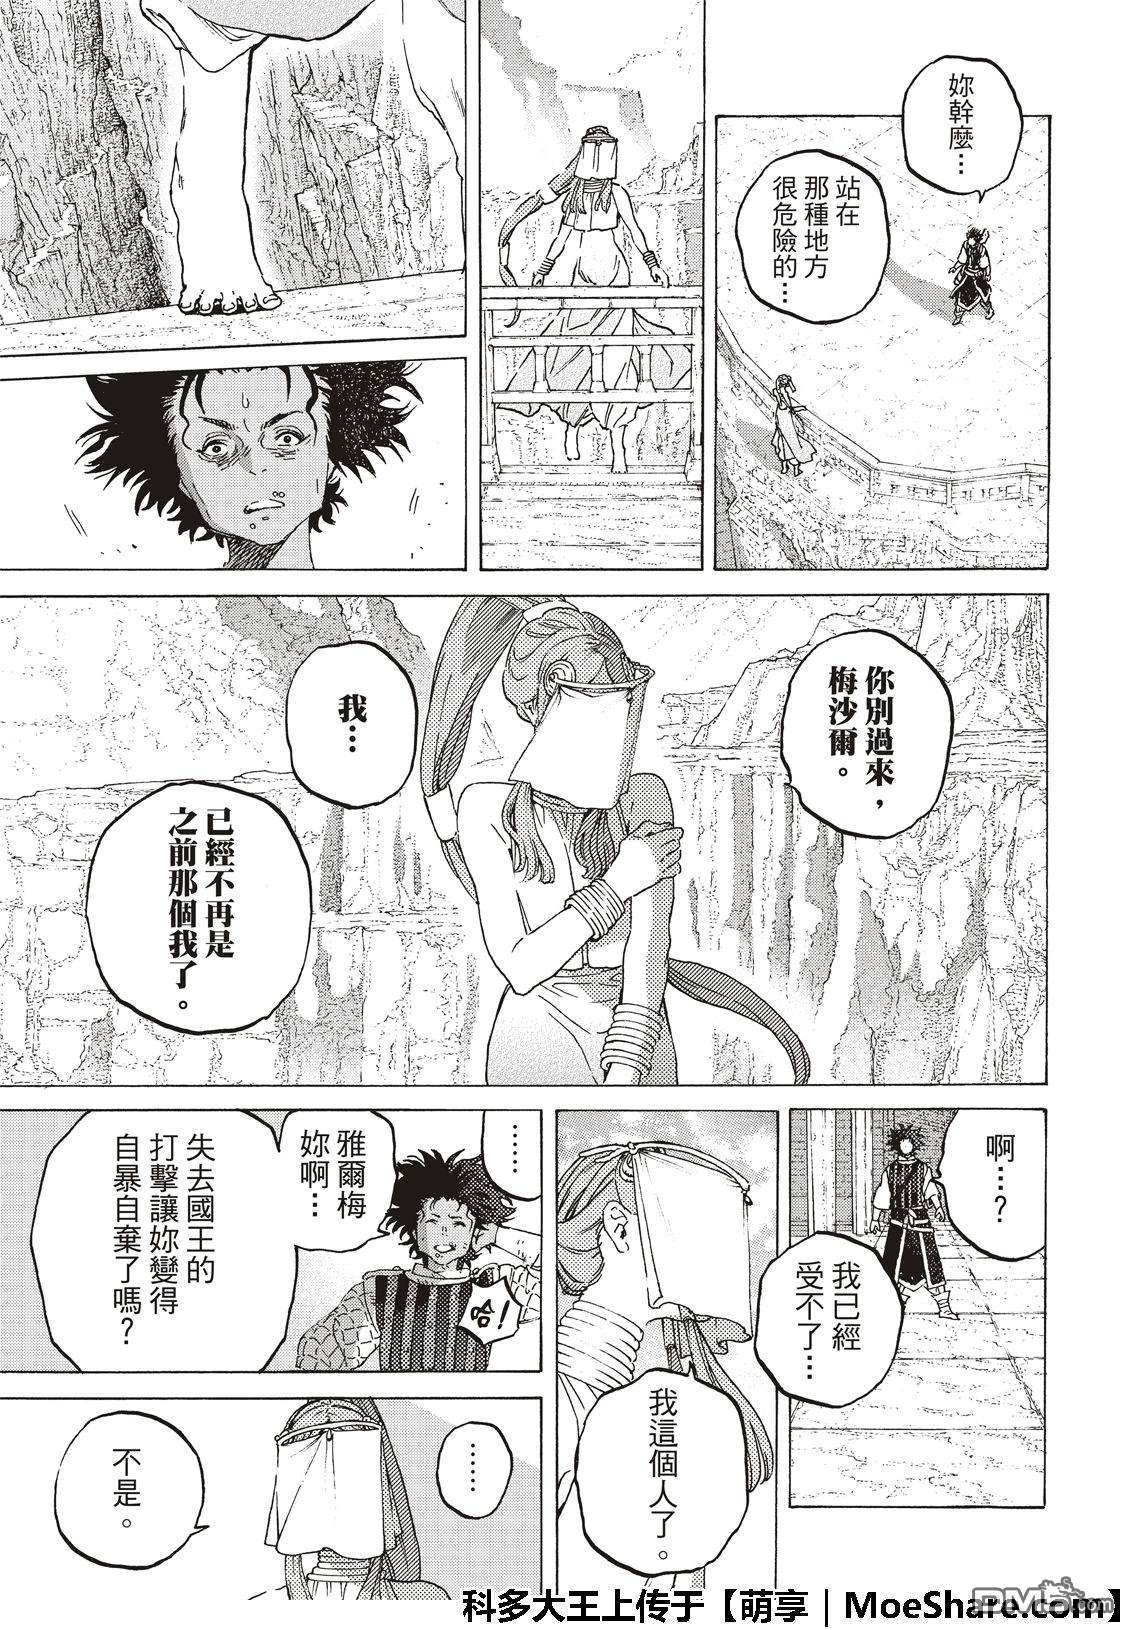 妳幹麼…
站在
那種地方
很危險的…
你別過來，
梅沙爾。
我…
已經不再是
之前那個我了。
啊…？
我已經
受不了…
我這個人了。
……
雅爾梅
妳啊…
哈！
失去國王的
打擊讓妳變得
自暴自棄了嗎？
……
不是。
科多大王上传于【萌享｜MoeShare.com】